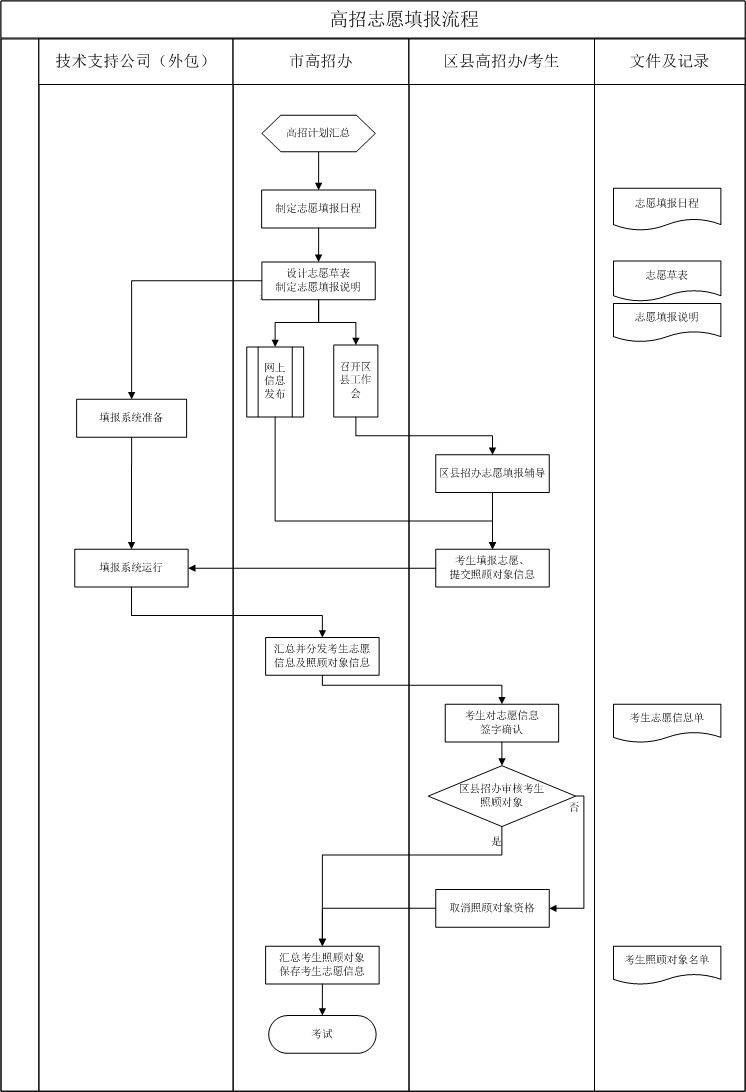 高招志愿填报流程
技术支持公司（外包）
市高招办
区县高招办/考生
文件及记录
高招计划汇总
制定志愿填报日程
志愿填报日程
设计志愿草表
制定志愿填报说明
志愿草表
志愿填报说明
网上
信息
发布
召开区
县工作
会
填报系统准备
区县招办志愿填报辅导
填报系统运行
考生填报志愿、
提交照顾对象信息
汇总并分发考生志愿
信息及照顾对象信息
考生对志愿信息
签字确认
考生志愿信息单
区县招办审核考生
照顾对象
否
是
取消照顾对象资格
汇总考生照顾对象
保存考生志愿信息
考生照顾对象名单
考试